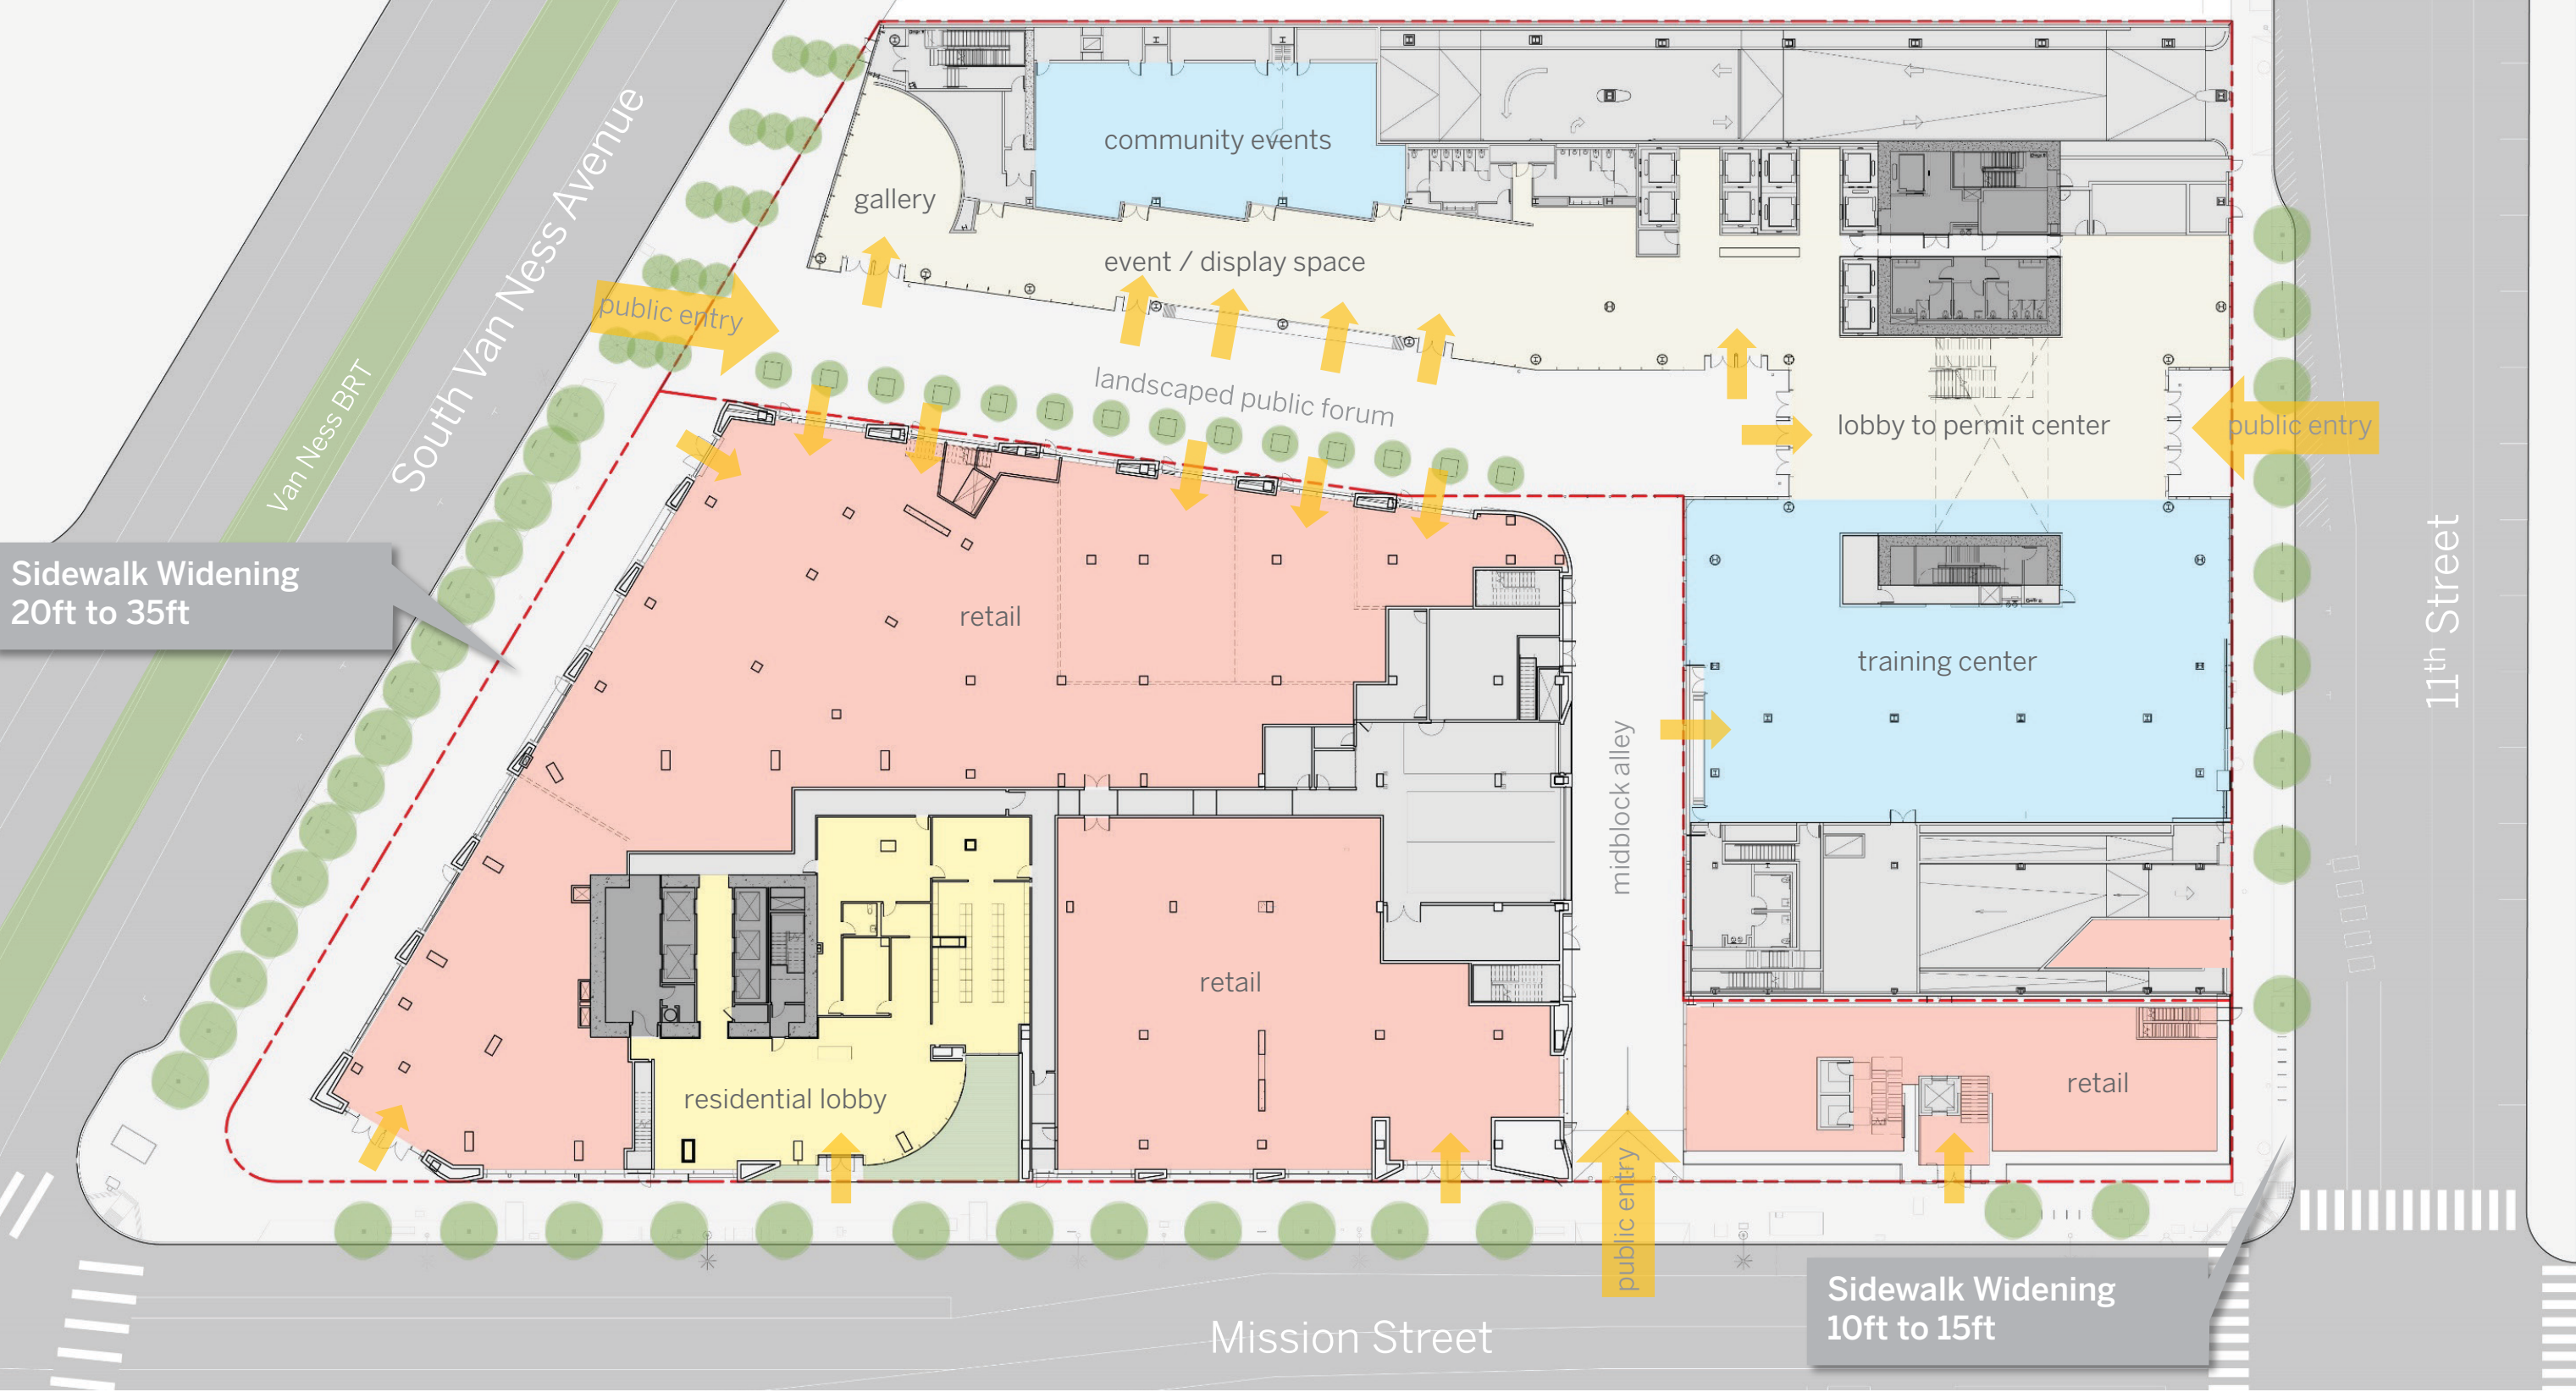 community events
gallery
event / display space
public entry
landscaped public forum
lobby to permit center
public entry
South Van Ness Avenue
Van Ness BRT
Sidewalk Widening
20ft to 35ft
retail
training center
11th Street
midblock alley
retail
residential lobby
retail
public entry
Sidewalk Widening
10ft to 15ft
Mission Street